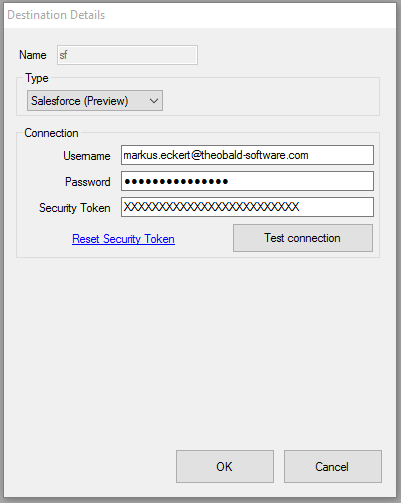 Destination Details
Name sf
Type
Salesforce (Preview)
Connection
Username markus.eckert@theobald-software.com
Password ●●●●●●●●●●●●●●●
Security Token XXXXXXXXXXXXXXXXXXXXXXXXX
Reset Security Token Test connection
OK Cancel